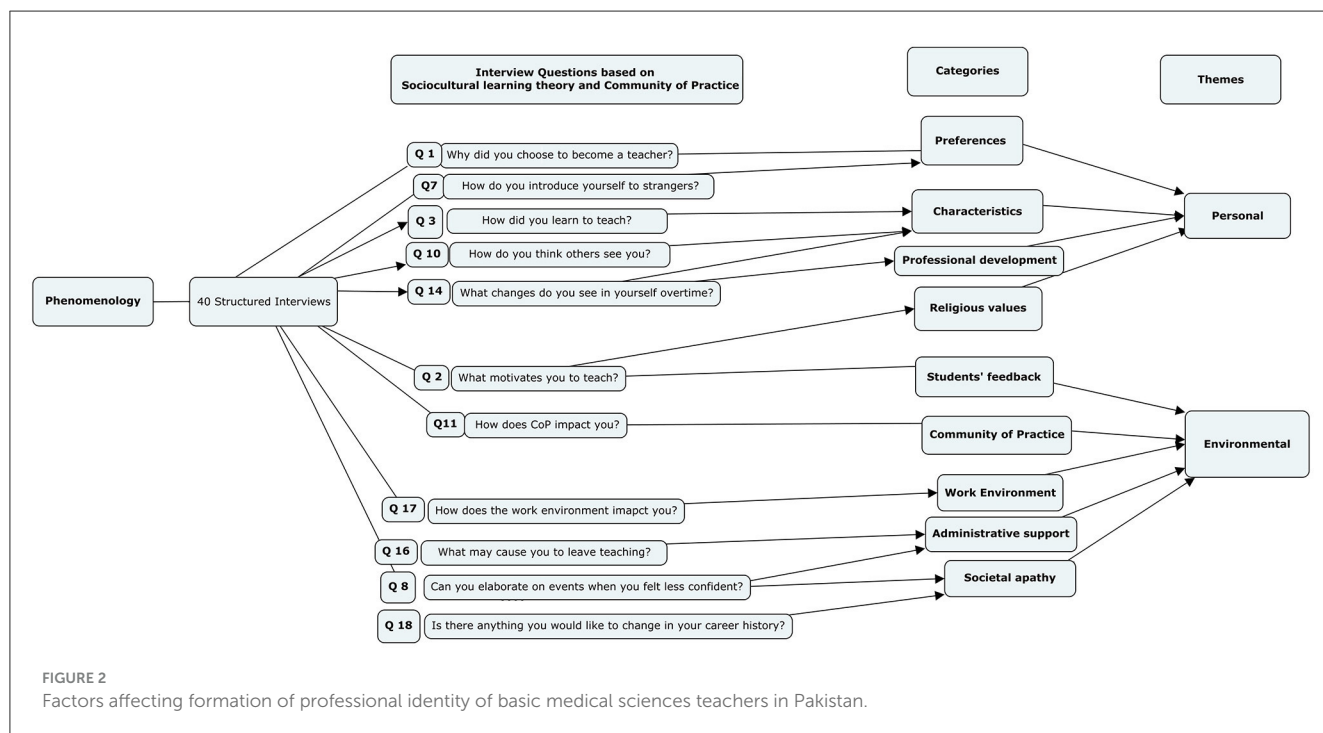 Interview Questions based on
Sociocultural learning theory and Community of Practice
Categories
Themes
Q 1 Why did you choose to become a teacher?
Preferences
Q7 How do you introduce yourself to strangers?
Q 3 How did you learn to teach?
Characteristics
Personal
Q 10 How do you think others see you?
Professional development
Q 14 What changes do you see in yourself overtime?
Phenomenology
40 Structured Interviews
Religious values
Q 2 What motivates you to teach?
Students' feedback
Q11 How does CoP impact you?
Community of Practice
Environmental
Q 17 How does the work environment imapct you?
Work Environment
Q 16 What may cause you to leave teaching?
Administrative support
Q 8 Can you elaborate on events when you felt less confident?
Societal apathy
Q 18 Is there anything you would like to change in your career history?
FIGURE 2
Factors affecting formation of professional identity of basic medical sciences teachers in Pakistan.